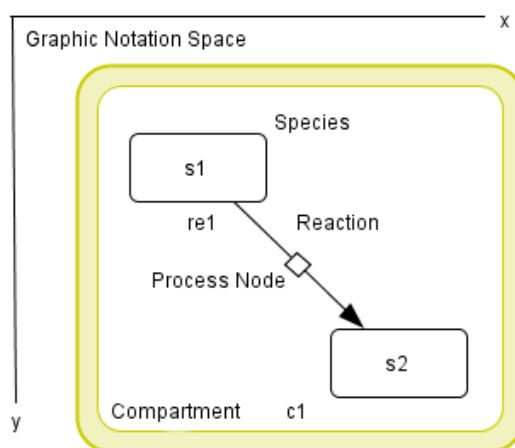 x
Graphic Notation Space
Species
s1
re1 Reaction
Process Node
s2
Compartment c1
y